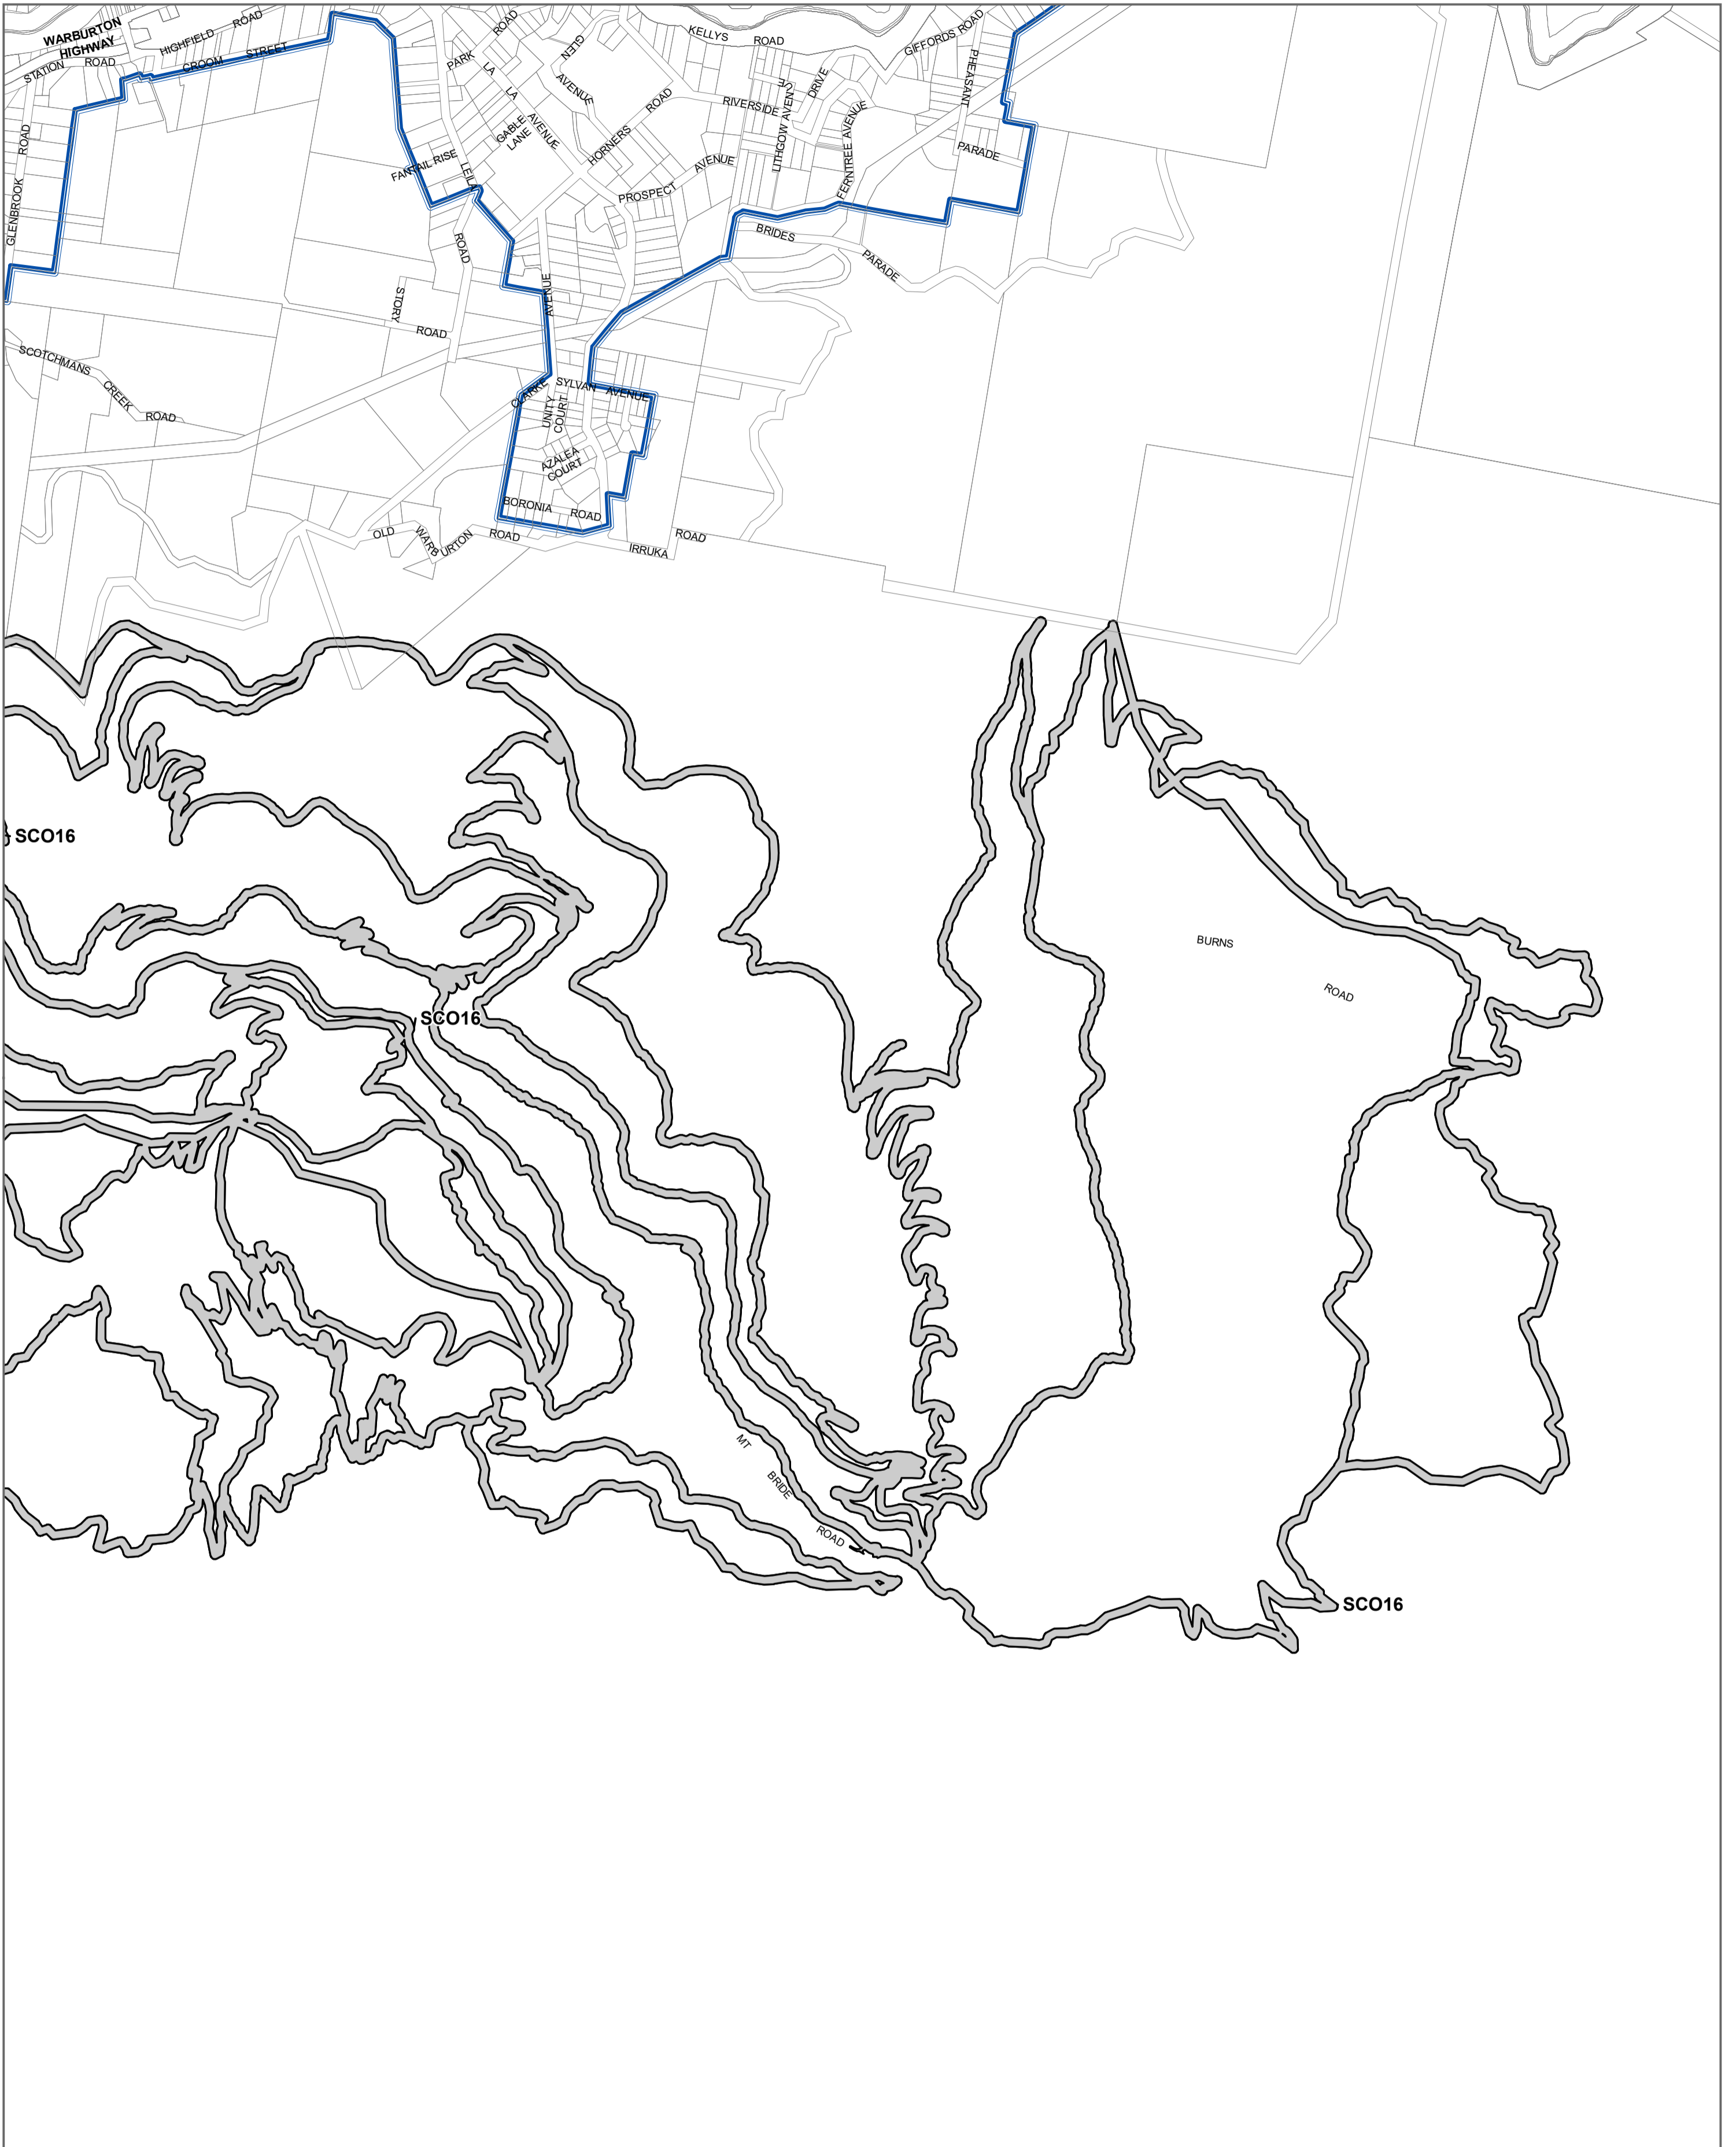 WARBURTON
HIGHWAY
HIGHFIELD
ROAD
STATION
ROAD
CROOM
STREET
ROAD
GLENBROOK
PARK
ROAD
LA
LA
AVENUE
GLEN
AVENUE
GABLE
LANE
HORNERS
ROAD
FANTAIL RISE
LEILA
ROAD
KELLYS
ROAD
GIFFORDS ROAD
PHEASANT
PARADE
RIVERSIDE
DRIVE
LITHGOW AVENUE
FERNTREE AVENUE
PROSPECT
AVENUE
BRIDES
PARADE
STORY
ROAD
AVENUE
SCOTCHMANS
CREEK
ROAD
CLARKE
SYLVAN
AVENUE
UNITY
COURT
AZALEA
COURT
BORONIA
ROAD
OLD
WARBURTON
ROAD
IRRUKA
ROAD
SCO16
BURNS
ROAD
SCO16
MT
BRIDE
ROAD
SCO16